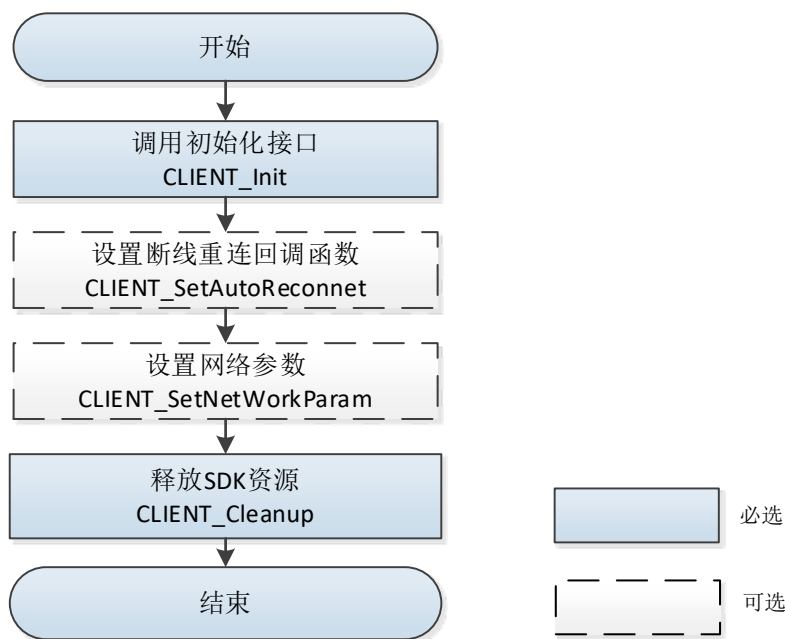 开始
调用初始化接口
CLIENT_Init
设置断线重连回调函数
CLIENT_SetAutoReconnet
设置网络参数
CLIENT_SetNetWorkParam
释放SDK资源
CLIENT_Cleanup
结束
必选
可选